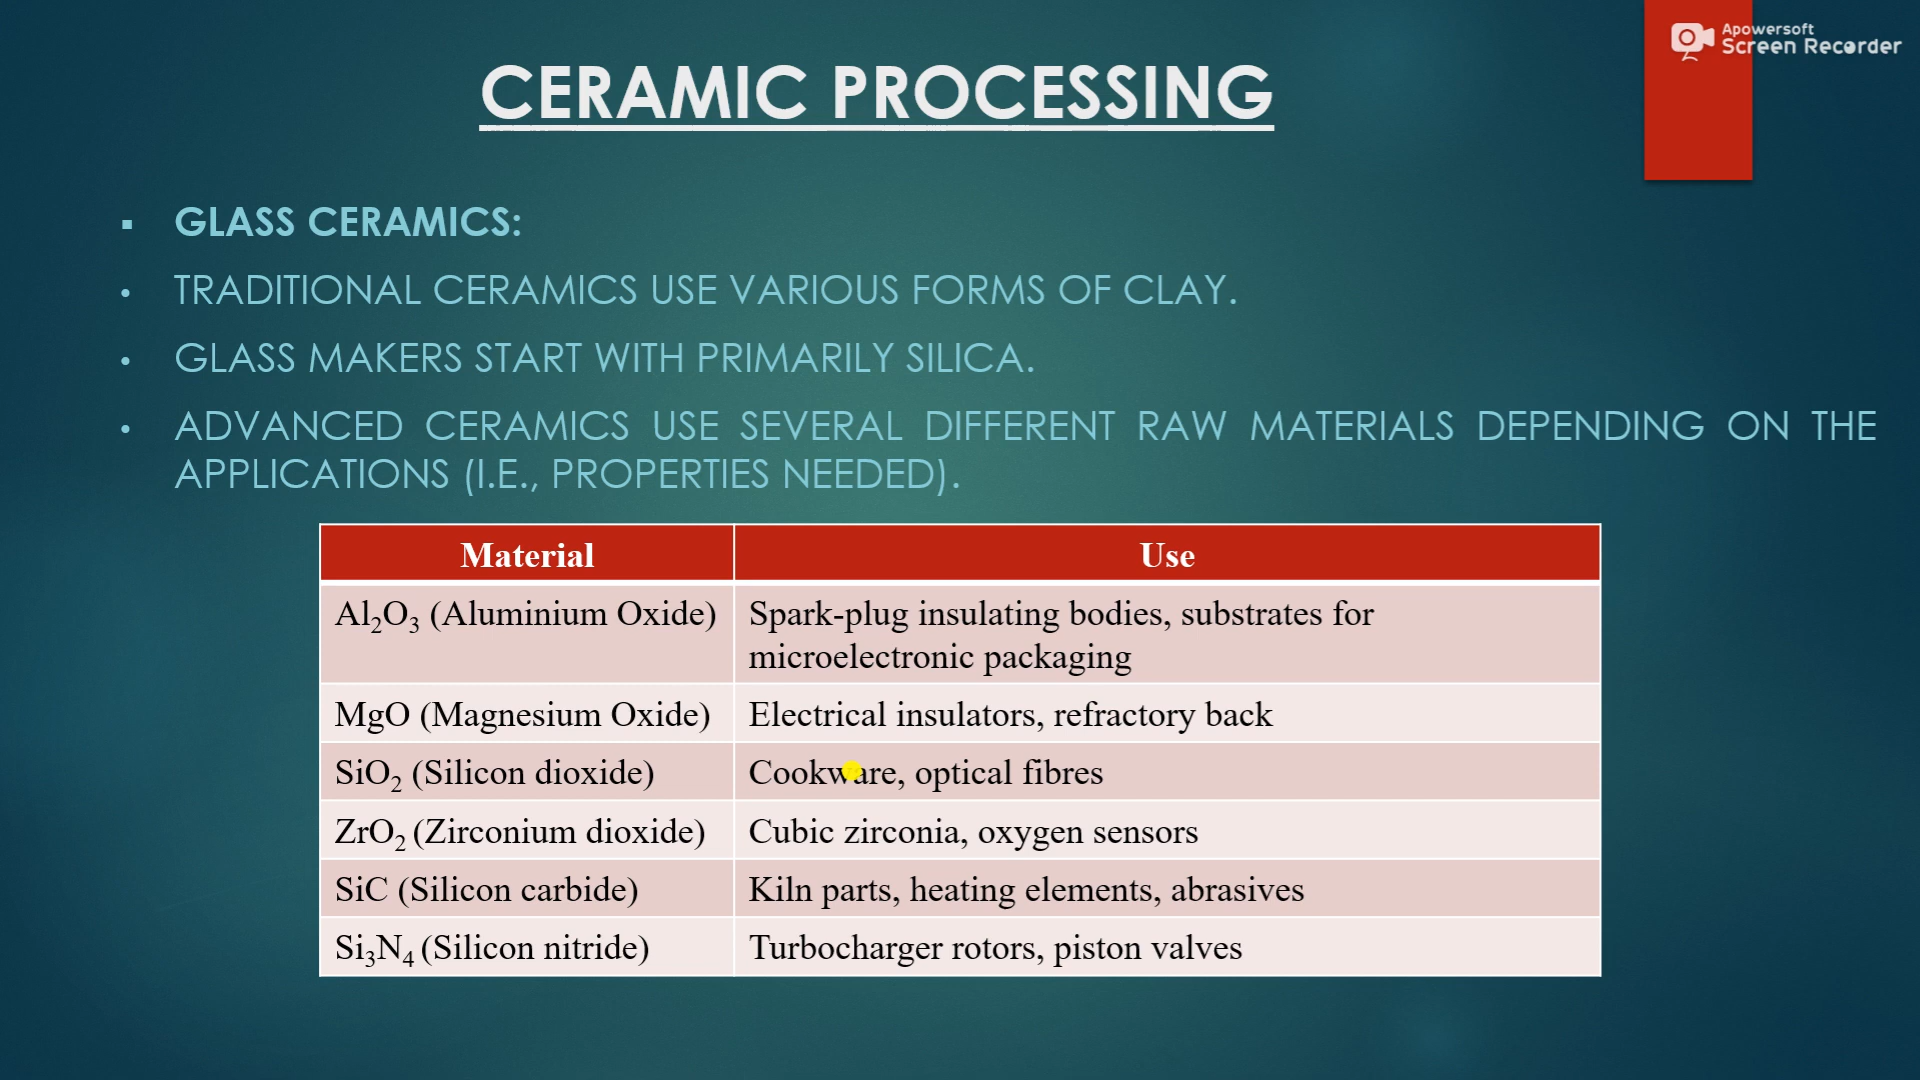 Apowersoft
Screen Recorder
CERAMIC PROCESSING
▪ GLASS CERAMICS:
• TRADITIONAL CERAMICS USE VARIOUS FORMS OF CLAY.
• GLASS MAKERS START WITH PRIMARILY SILICA.
• ADVANCED CERAMICS USE SEVERAL DIFFERENT RAW MATERIALS DEPENDING ON THE
APPLICATIONS (I.E., PROPERTIES NEEDED).
Material Use
Al₂O₃ (Aluminium Oxide) Spark-plug insulating bodies, substrates for
microelectronic packaging
MgO (Magnesium Oxide) Electrical insulators, refractory back
SiO₂ (Silicon dioxide) Cookware, optical fibres
ZrO₂ (Zirconium dioxide) Cubic zirconia, oxygen sensors
SiC (Silicon carbide) Kiln parts, heating elements, abrasives
Si₃N₄ (Silicon nitride) Turbocharger rotors, piston valves